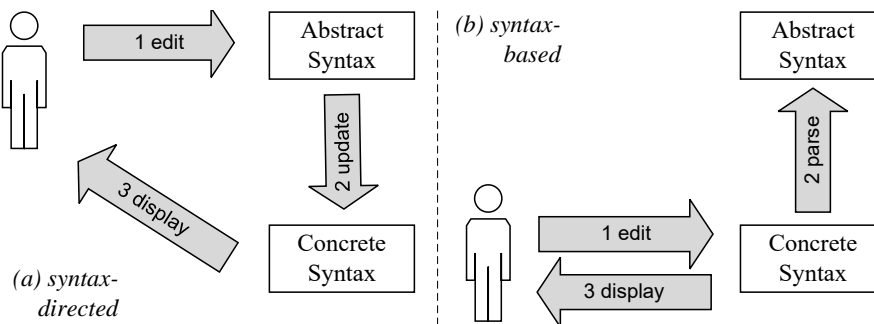 1 edit
Abstract
Syntax
2 update
3 display
Concrete
Syntax
(a) syntax-
directed
(b) syntax-
based
Abstract
Syntax
2 parse
1 edit
3 display
Concrete
Syntax